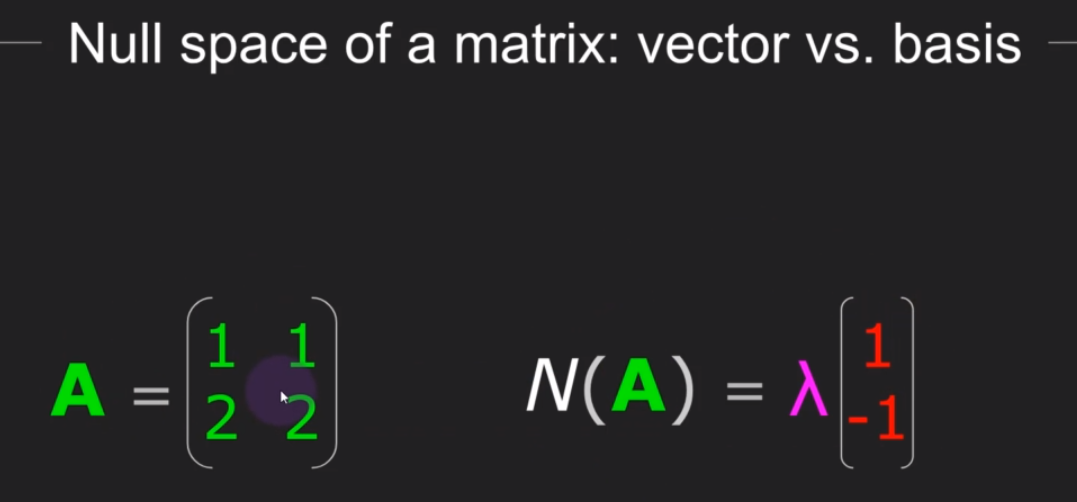 Null space of a matrix: vector vs. basis
A = (1 1
2 2)
N(A) = λ[1
-1]